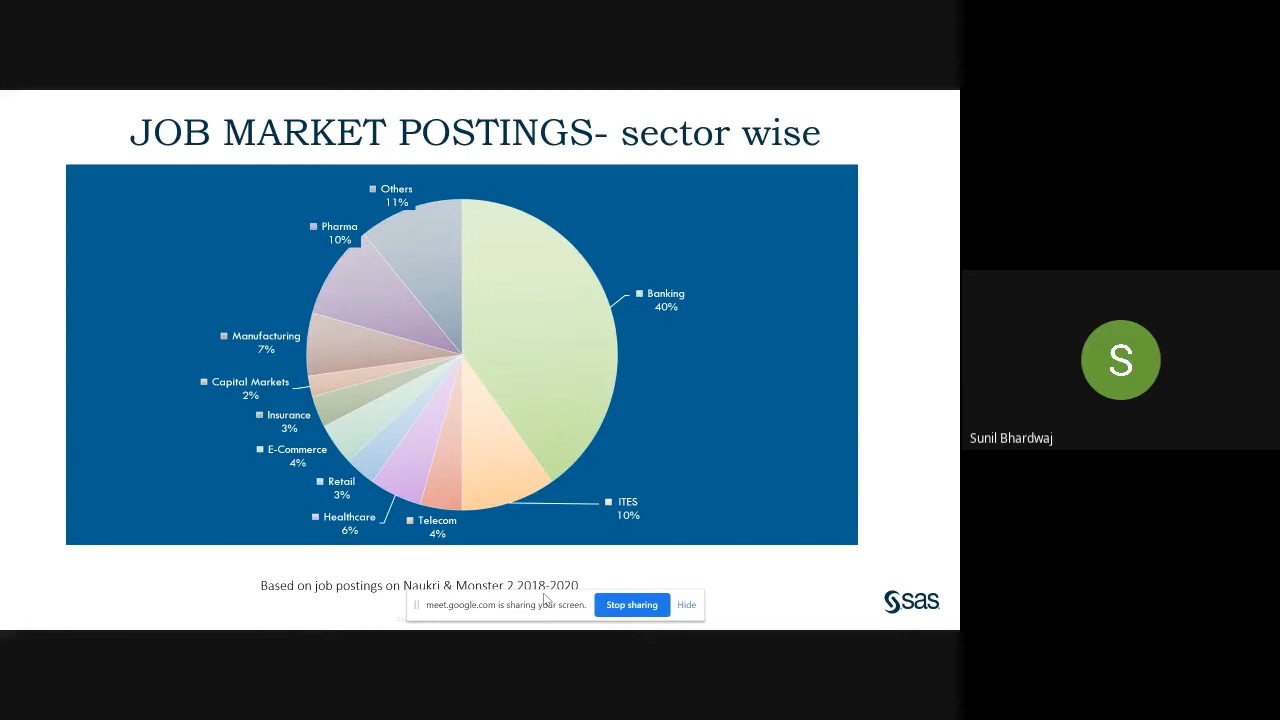 JOB MARKET POSTINGS- sector wise
Others
11%
Pharma
10%
Banking
40%
Manufacturing
7%
Capital Markets
2%
Insurance
3%
E-Commerce
4%
Retail
3%
Healthcare
6%
Telecom
4%
ITES
10%
Based on job postings on Naukri & Monster 2 2018-2020
meet.google.com is sharing your screen.
Stop sharing
Hide
sas
S
Sunil Bhardwaj